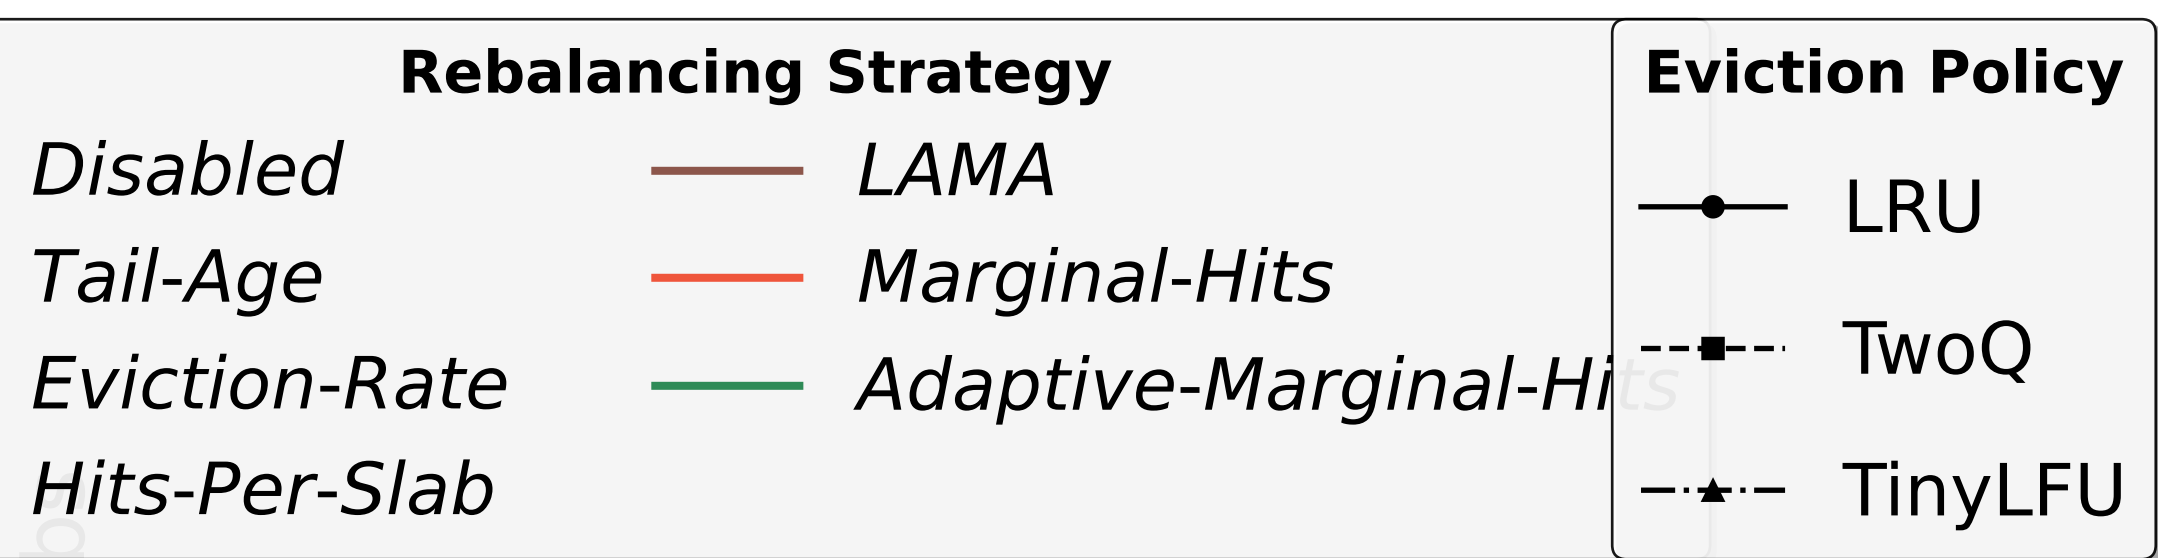 Rebalancing Strategy
Disabled
Tail-Age
Eviction-Rate
Hits-Per-Slab
LAMA
Marginal-Hits
Adaptive-Marginal-Hits
Eviction Policy
LRU
TwoQ
TinyLFU